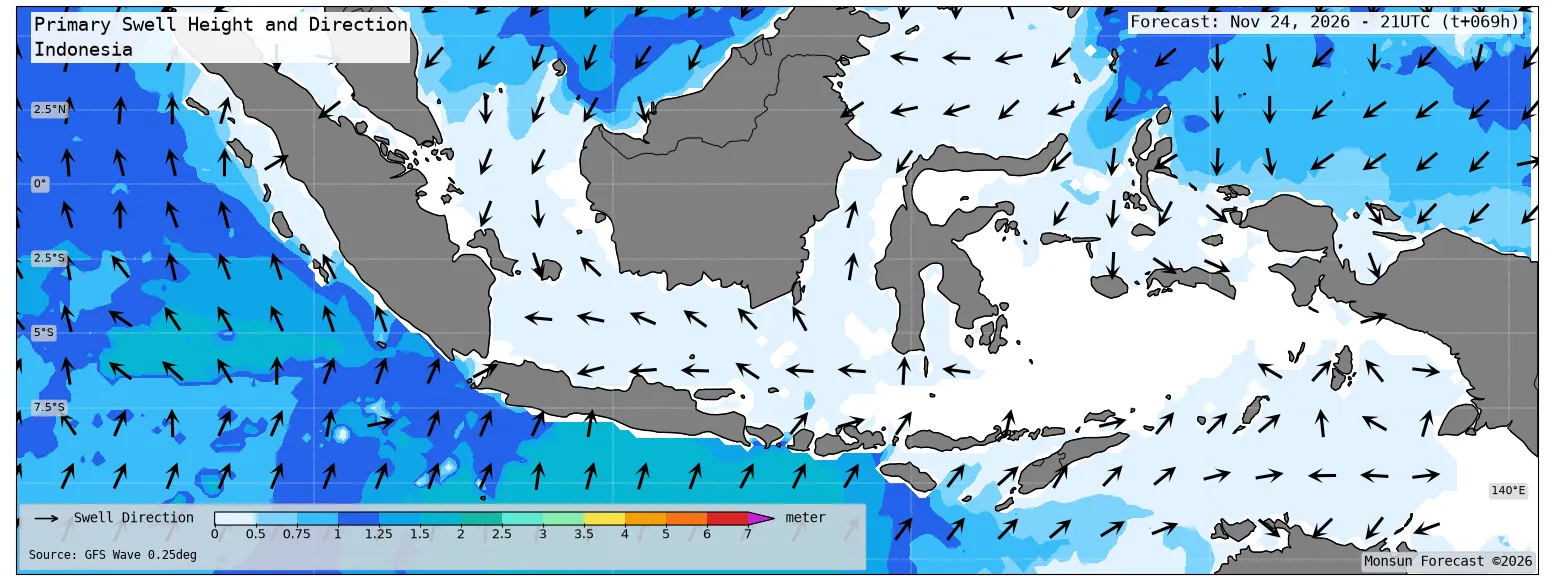 Primary Swell Height and Direction
Indonesia
Forecast: Nov 24, 2026 - 21UTC (t+069h)
2.5°N
0°
2.5°S
5°S
7.5°S
140°E
Swell Direction
0 0.5 0.75 1 1.25 1.5 2 2.5 3 3.5 4 5 6 7
meter
Source: GFS Wave 0.25deg
Monsun Forecast ©2026